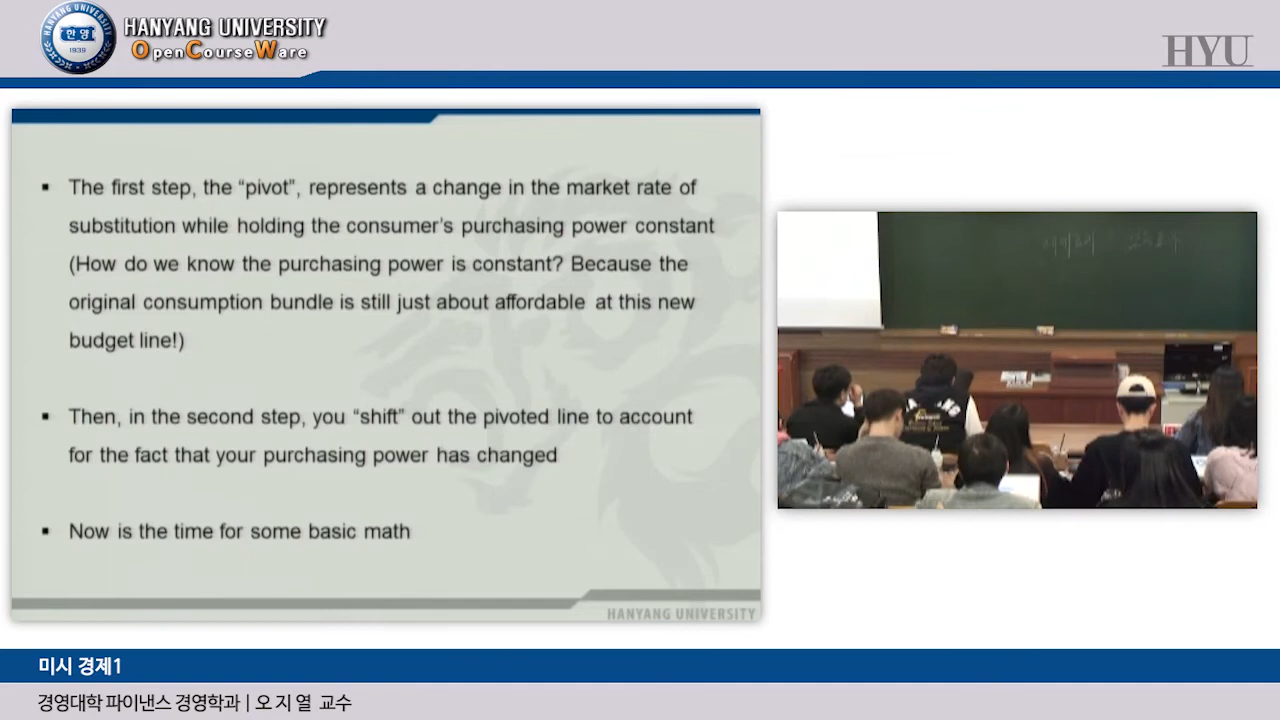 HANYANG UNIVERSITY
OpenCourseWare
HANYANG UNIVERSITY
한양
1939
HYU
▪ The first step, the “pivot”, represents a change in the market rate of
substitution while holding the consumer’s purchasing power constant
(How do we know the purchasing power is constant? Because the
original consumption bundle is still just about affordable at this new
budget line!)
▪ Then, in the second step, you “shift” out the pivoted line to account
for the fact that your purchasing power has changed
▪ Now is the time for some basic math
HANYANG UNIVERSITY
미시 경제1
경영대학 파이낸스 경영학과 | 오 지 열 교수